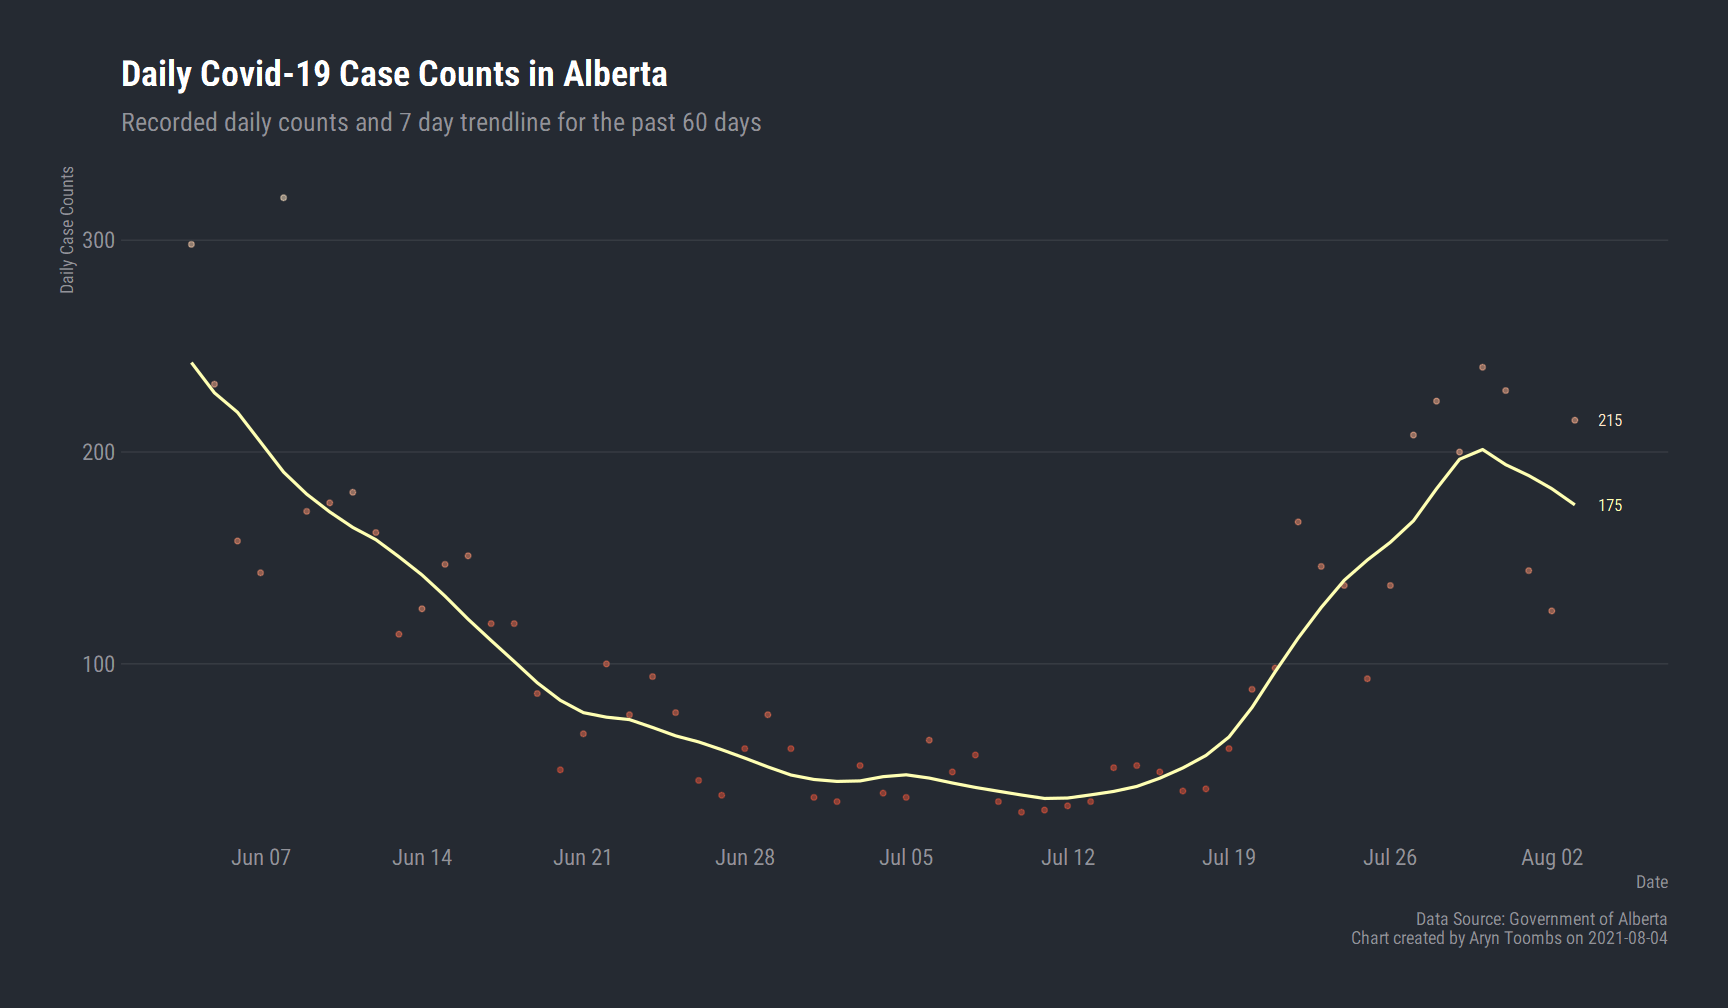 Daily Covid-19 Case Counts in Alberta
Recorded daily counts and 7 day trendline for the past 60 days
Daily Case Counts
300
200
100
215
175
Jun 07
Jun 14
Jun 21
Jun 28
Jul 05
Jul 12
Jul 19
Jul 26
Aug 02
Date
Data Source: Government of Alberta
Chart created by Aryn Toombs on 2021-08-04